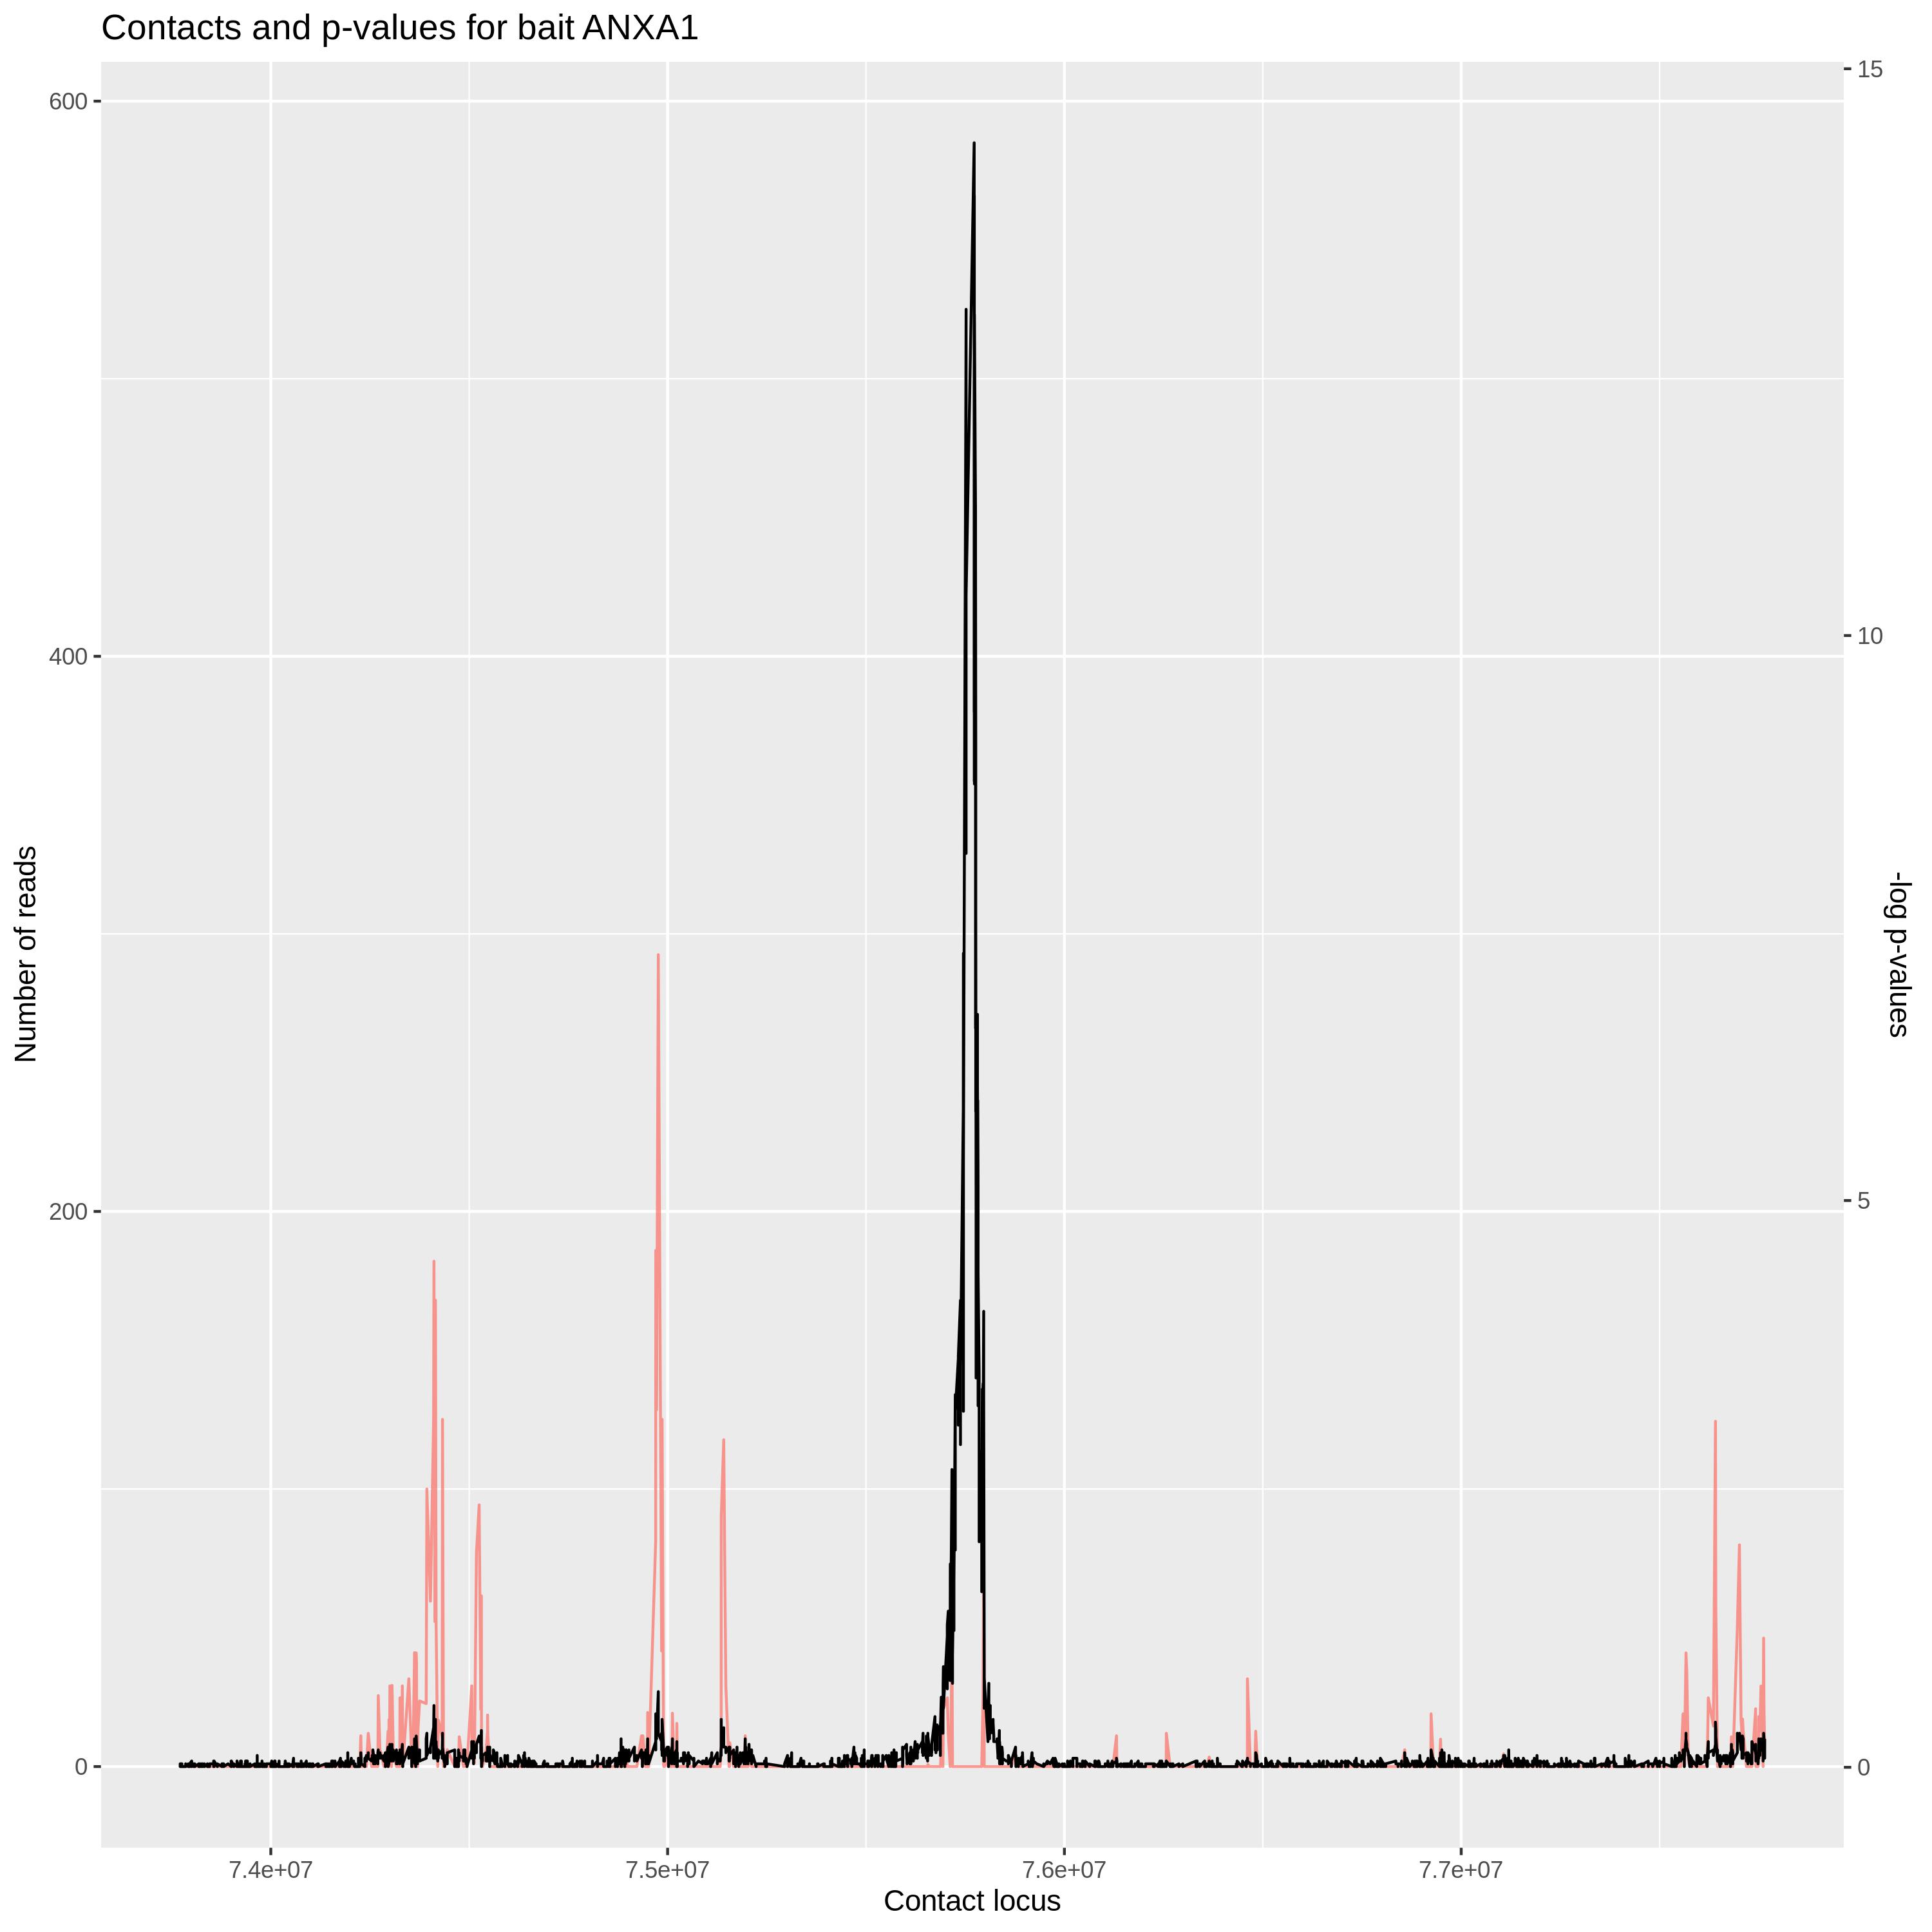 Contacts and p-values for bait ANXA1
600
400
200
0
Number of reads
15
10
5
0
-log p-values
7.4e+07
7.5e+07
7.6e+07
7.7e+07
Contact locus